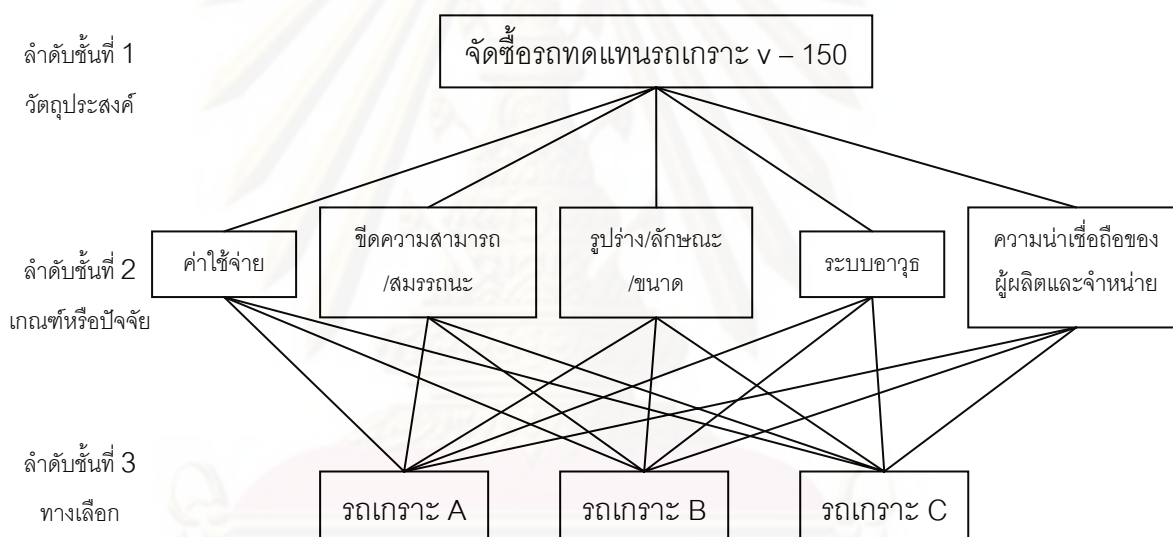 ลำดับชั้นที่ 1
วัตถุประสงค์
จัดซื้อรถทดแทนรถเกราะ v – 150
ลำดับชั้นที่ 2
เกณฑ์หรือปัจจัย
ค่าใช้จ่าย
ขีดความสามารถ
/สมรรถนะ
รูปร่าง/ลักษณะ
/ขนาด
ระบบอาวุธ
ความน่าเชื่อถือของ
ผู้ผลิตและจำหน่าย
ลำดับชั้นที่ 3
ทางเลือก
รถเกราะ A
รถเกราะ B
รถเกราะ C